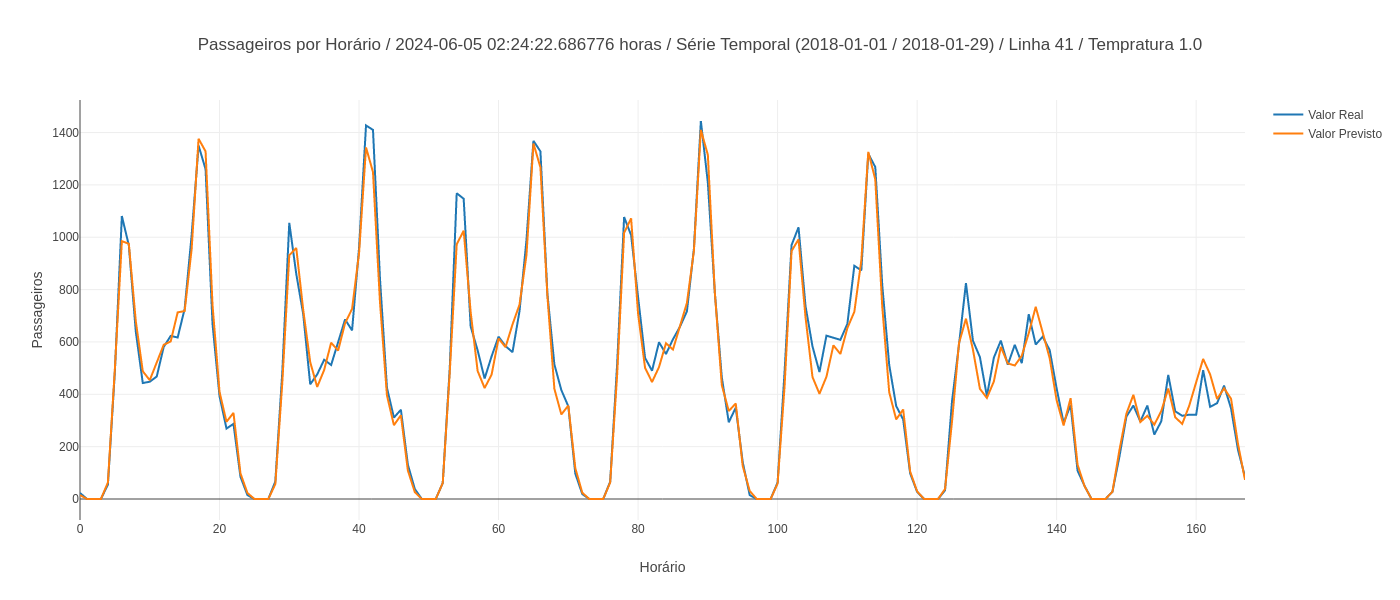 Passageiros por Horário / 2024-06-05 02:24:22.686776 horas / Série Temporal (2018-01-01 / 2018-01-29) / Linha 41 / Tempratura 1.0
Valor Real
Valor Previsto
1400
1200
1000
800
600
400
200
0
Passageiros
0 20 40 60 80 100 120 140 160
Horário